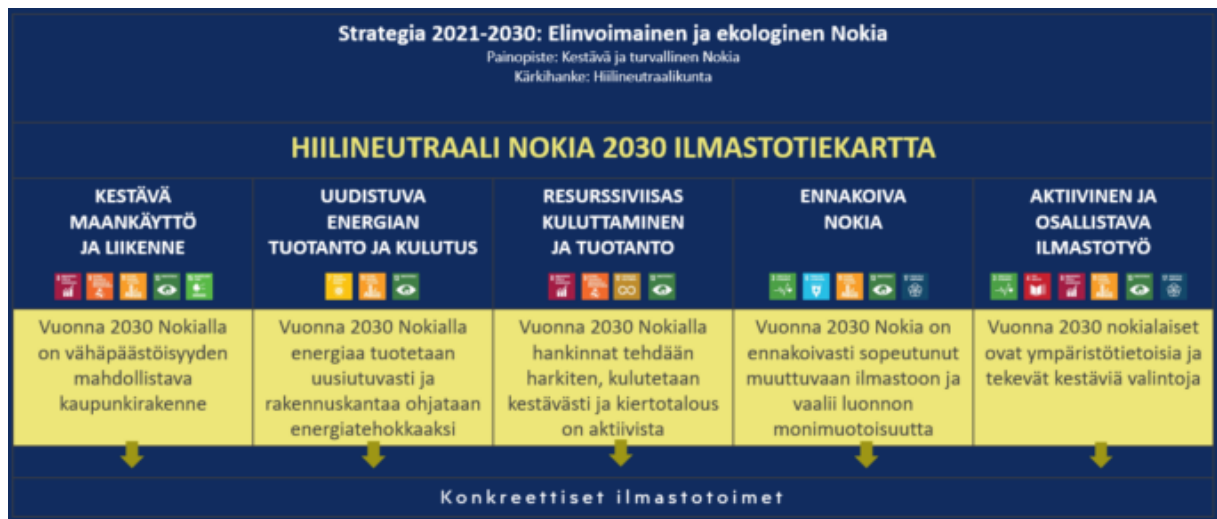 Strategia 2021-2030: Elinvoimainen ja ekologinen Nokia
Painopiste: Kestävä ja turvallinen Nokia
Kärkihanke: Hiilineutraalikunta
HIILINEUTRAALI NOKIA 2030 ILMASTOTIEKARTTA
KESTÄVÄ
MAANKÄYTTÖ
JA LIIKENNE
UUDISTUVA
ENERGIAN
TUOTANTO JA KULUTUS
RESURSSIVIISAS
KULUTTAMINEN
JA TUOTANTO
ENNAKOIVA
NOKIA
AKTIIVINEN JA
OSALLISTAVA
ILMASTOTYÖ
Vuonna 2030 Nokialla
on vähäpäästöisyyden
mahdollistava
kaupunkirakenne
Vuonna 2030 Nokialla
energiaa tuotetaan
uusiutuvasti ja
rakennuskantaa ohjataan
energiatehokkaaksi
Vuonna 2030 Nokialla
hankinnat tehdään
harkiten, kulutetaan
kestävästi ja kiertotalous
on aktiivista
Vuonna 2030 Nokia on
ennakoivasti sopeutunut
muuttuvaan ilmastoon ja
vaalii luonnon
monimuotoisuutta
Vuonna 2030 nokialaiset
ovat ympäristötietoisia ja
tekevät kestäviä valintoja
Konkreettiset ilmastotoimet